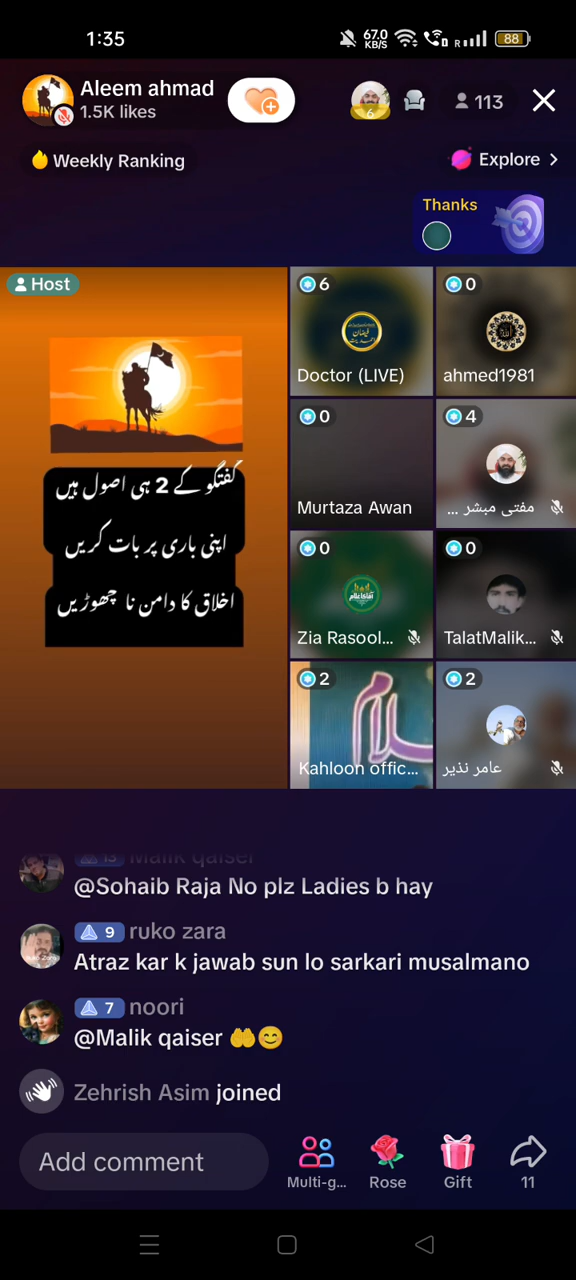 1:35
67.0
KB/S
R
88
Aleem ahmad
1.5K likes
6
113
Weekly Ranking
Explore
Thanks
Host
گفتگو کے 2 ہی اصول ہیں
اپنی باری پر بات کریں
اخلاق کا دامن نا چھوڑیں
6
Doctor (LIVE)
0
ahmed1981
0
Murtaza Awan
4
مفتی مبشر ...
0
Zia Rasool...
0
TalatMalik...
2
Kahloon offic...
2
عامر نذیر
13 Malik qaiser
@Sohaib Raja No plz Ladies b hay
9 ruko zara
Atraz kar k jawab sun lo sarkari musalmano
7 noori
@Malik qaiser 🤲😊
Zehrish Asim joined
Add comment
Multi-g...
Rose
Gift
11